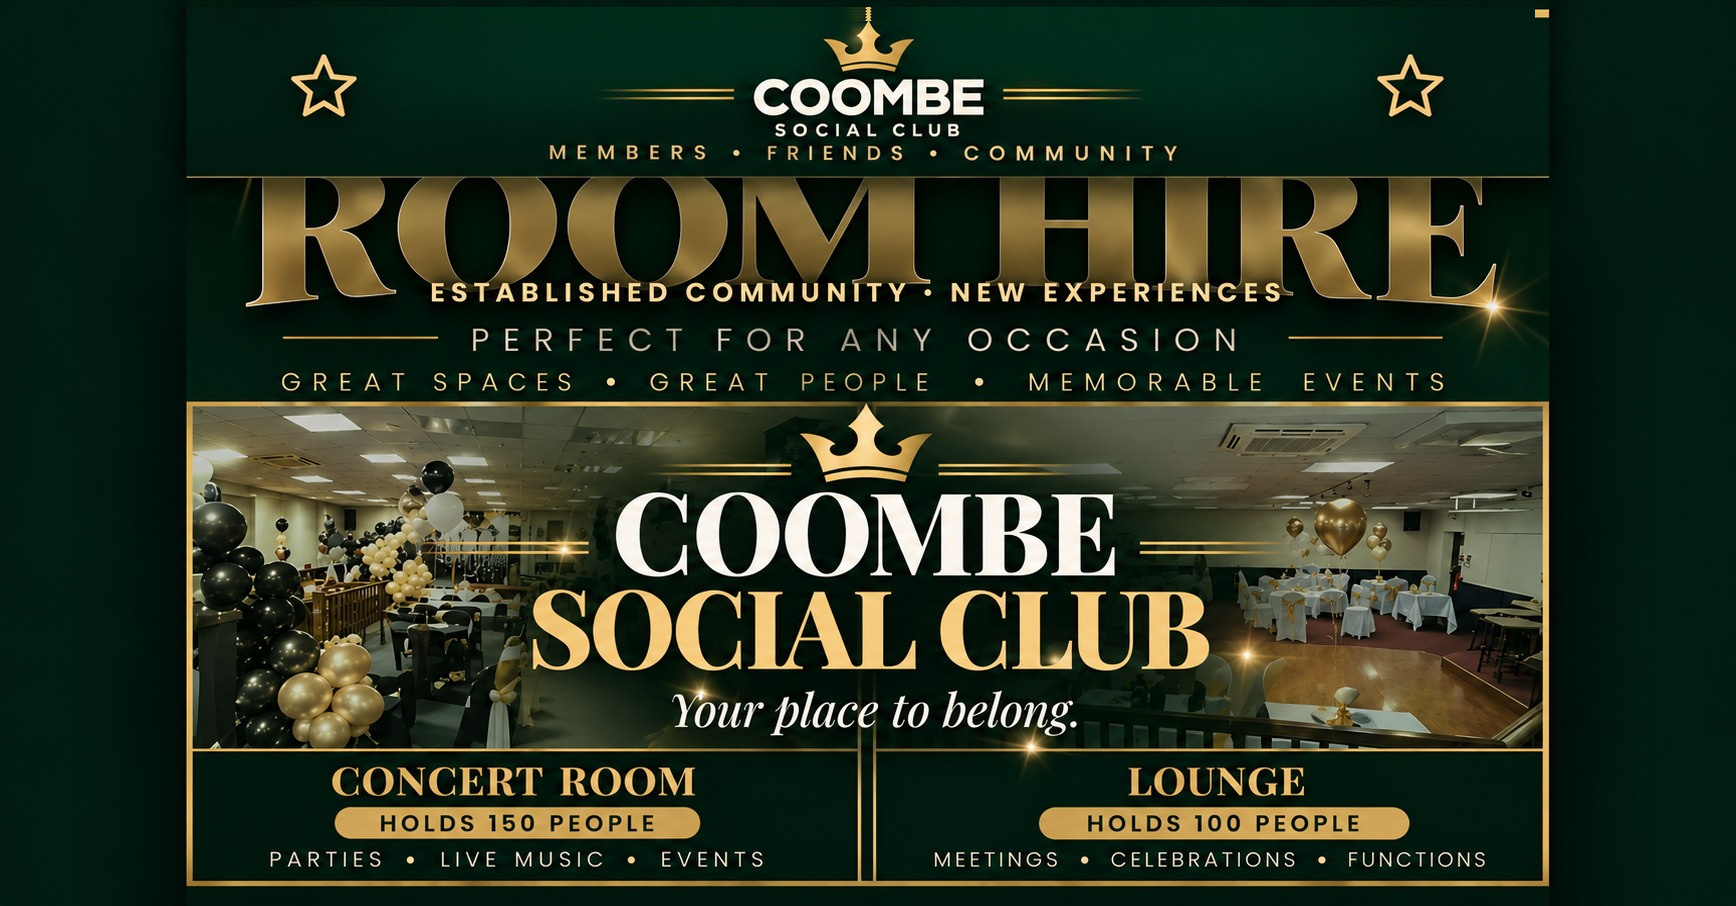 COOMBE
SOCIAL CLUB
MEMBERS • FRIENDS • COMMUNITY
ROOM HIRE
ESTABLISHED COMMUNITY • NEW EXPERIENCES
PERFECT FOR ANY OCCASION
GREAT SPACES • GREAT PEOPLE • MEMORABLE EVENTS
COOMBE
SOCIAL CLUB
Your place to belong.
CONCERT ROOM
HOLDS 150 PEOPLE
PARTIES • LIVE MUSIC • EVENTS
LOUNGE
HOLDS 100 PEOPLE
MEETINGS • CELEBRATIONS • FUNCTIONS